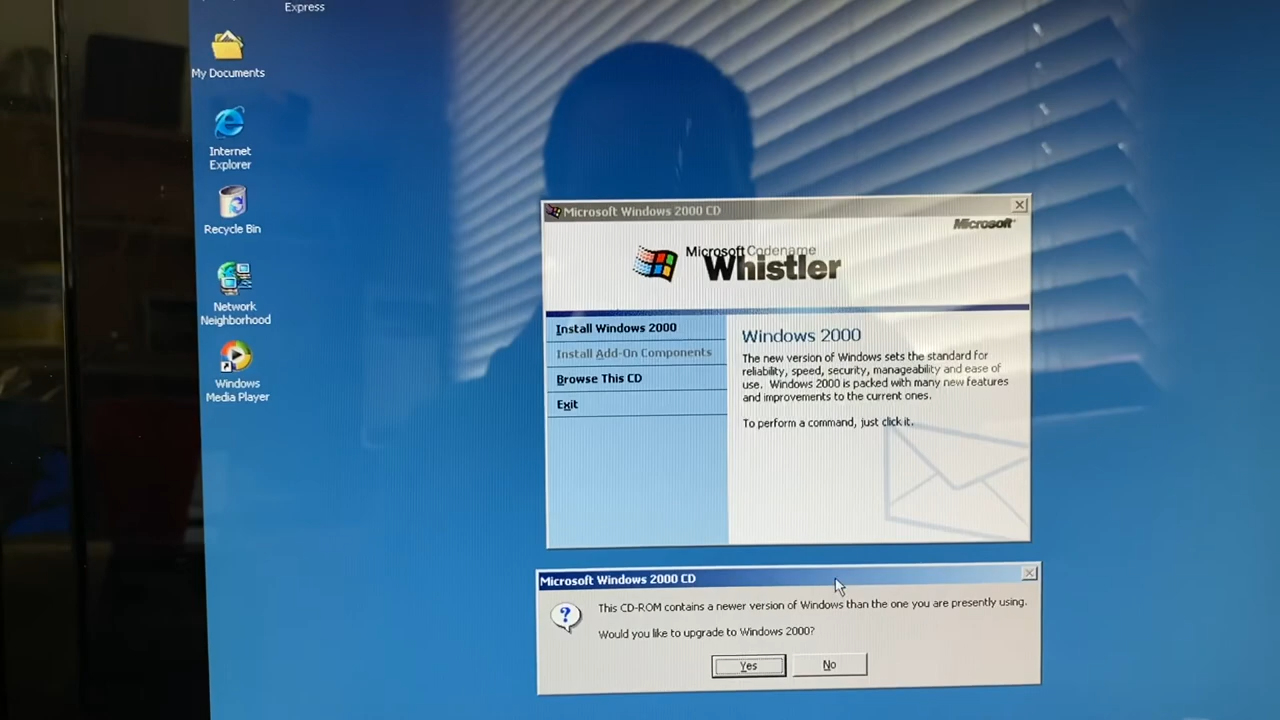 Express
My Documents
Internet
Explorer
Recycle Bin
Network
Neighborhood
Windows
Media Player
Microsoft Windows 2000 CD
Microsoft
Microsoft Codename
Whistler
Install Windows 2000
Install Add-On Components
Browse This CD
Exit
Windows 2000
The new version of Windows sets the standard for
reliability, speed, security, manageability and ease of
use. Windows 2000 is packed with many new features
and improvements to the current ones.
To perform a command, just click it.
Microsoft Windows 2000 CD
This CD-ROM contains a newer version of Windows than the one you are presently using.
Would you like to upgrade to Windows 2000?
Yes
No